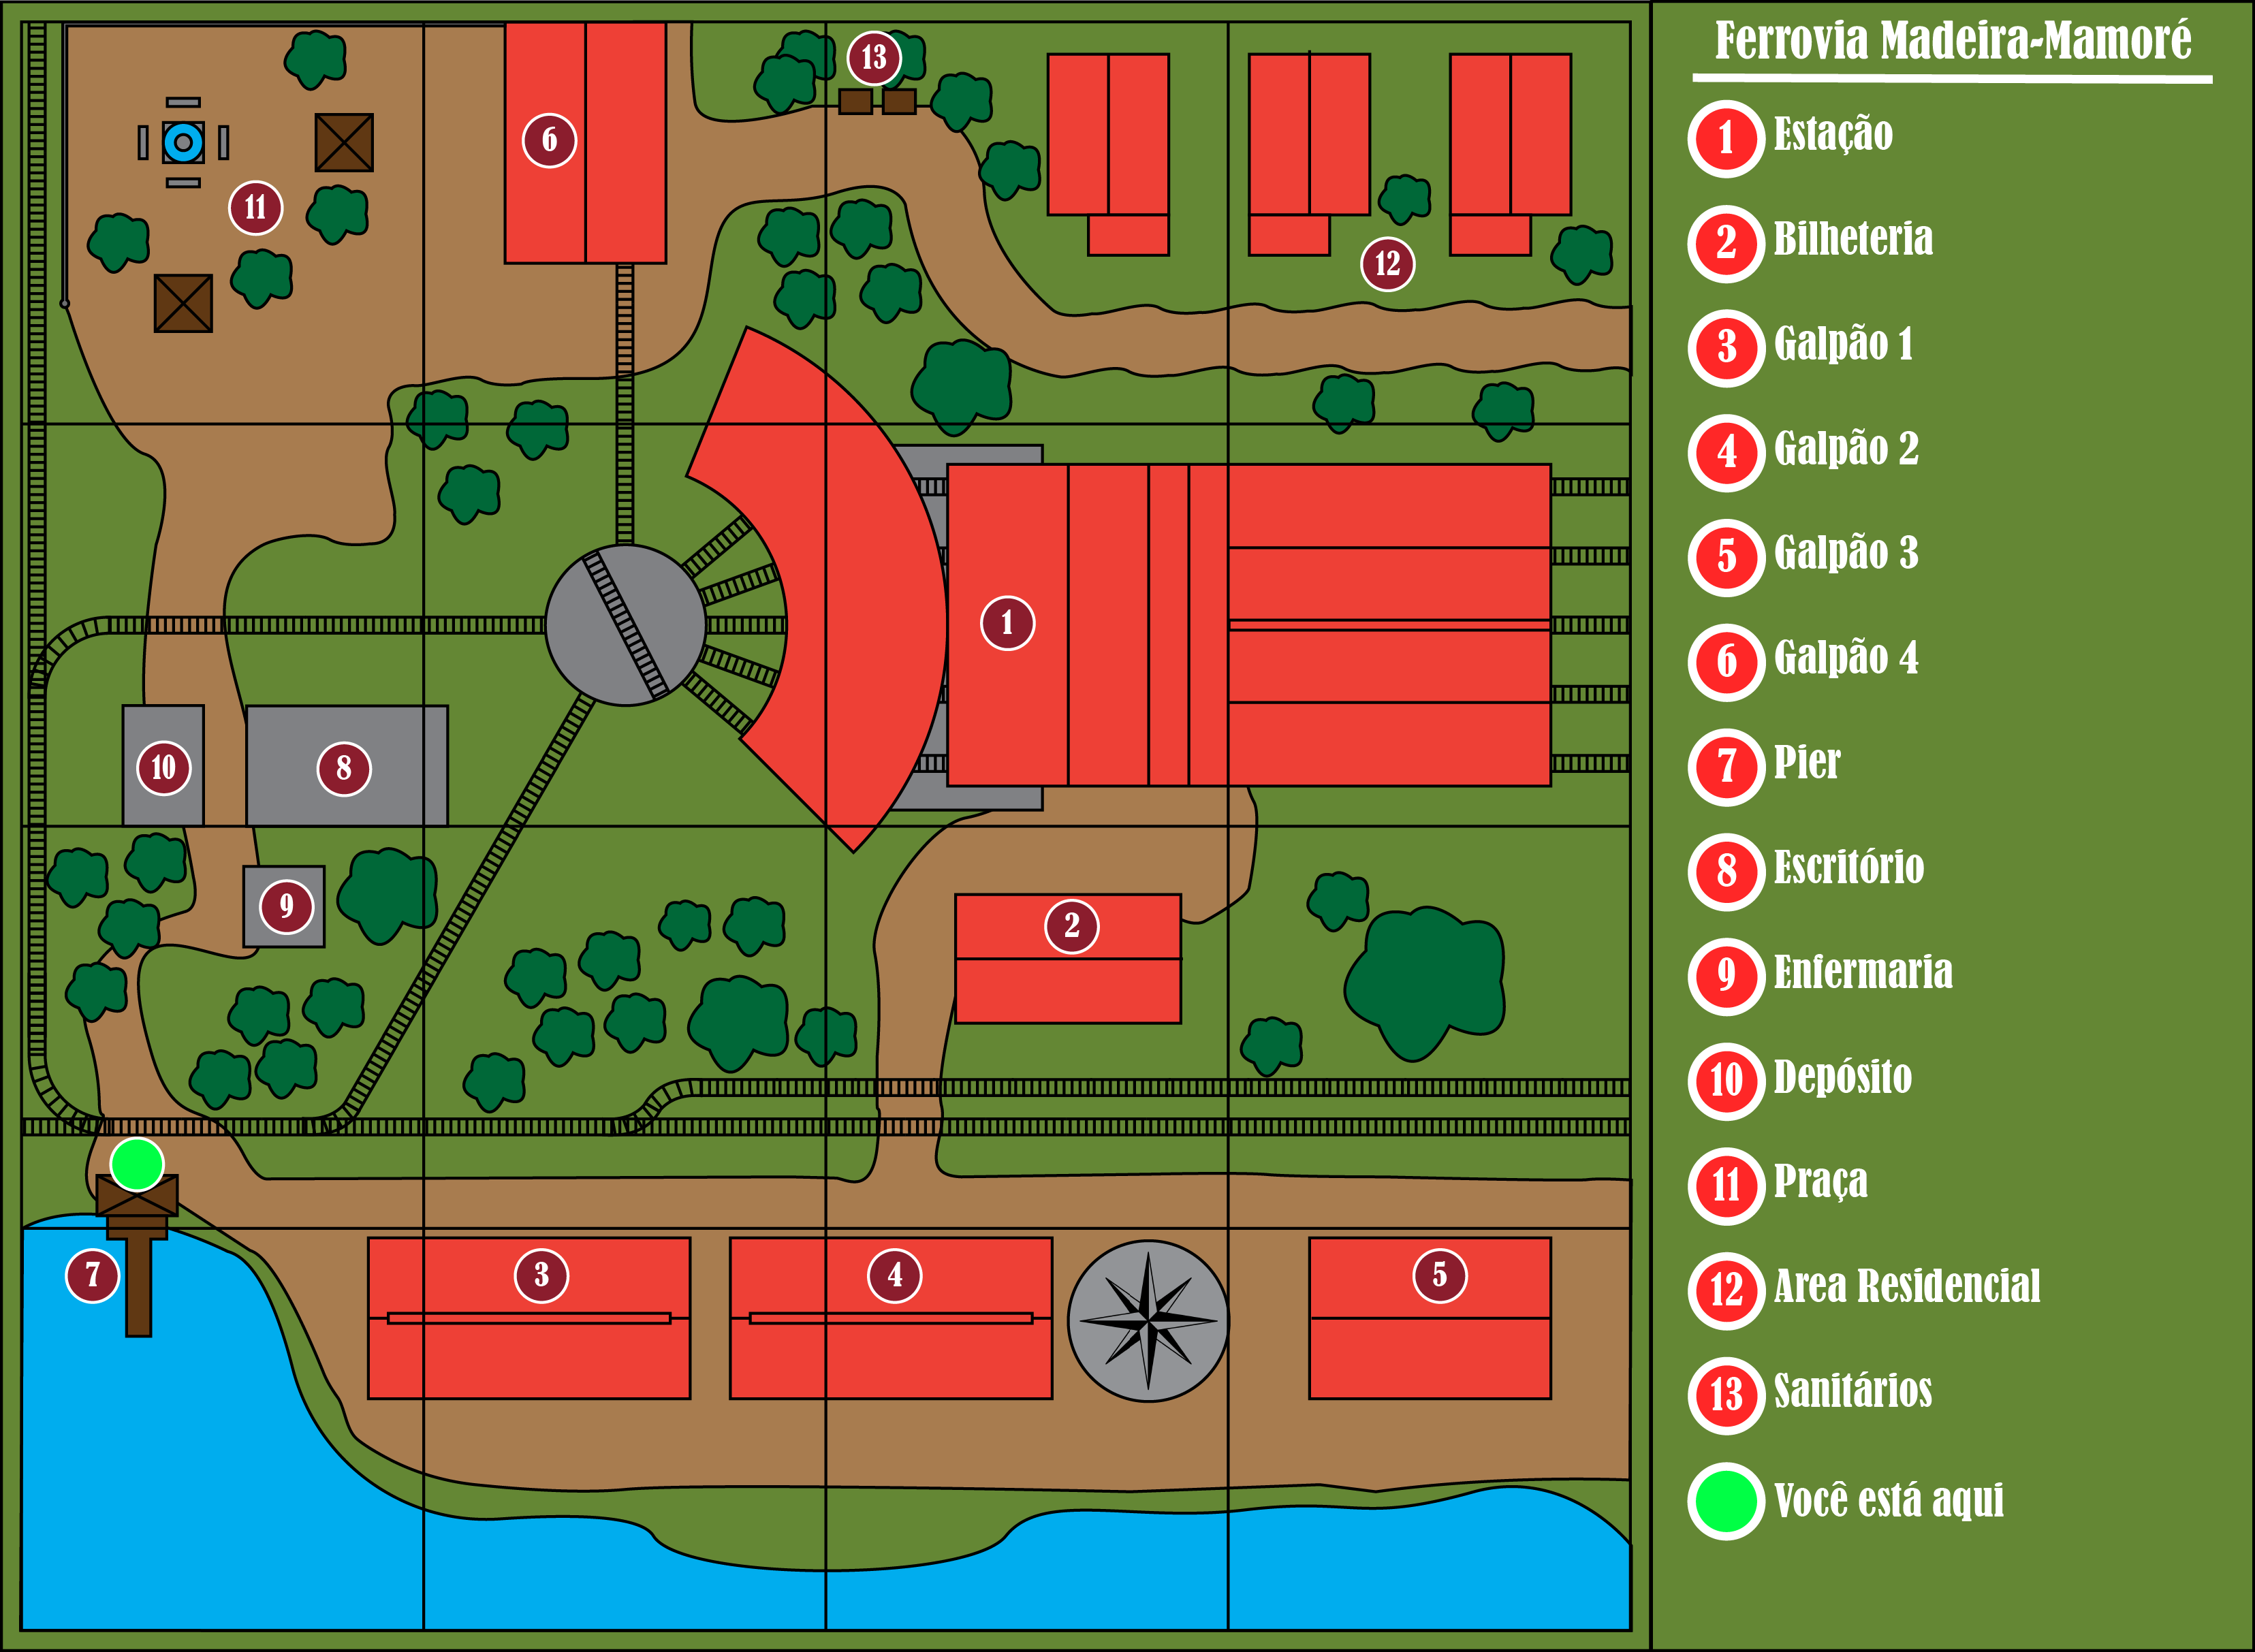 Ferrovia Madeira-Mamoré
1 Estação
2 Bilheteria
3 Galpão 1
4 Galpão 2
5 Galpão 3
6 Galpão 4
7 Pier
8 Escritório
9 Enfermaria
10 Depósito
11 Praça
12 Area Residencial
13 Sanitários
Você está aqui
13
6
11
12
1
10
8
9
2
7
3
4
5